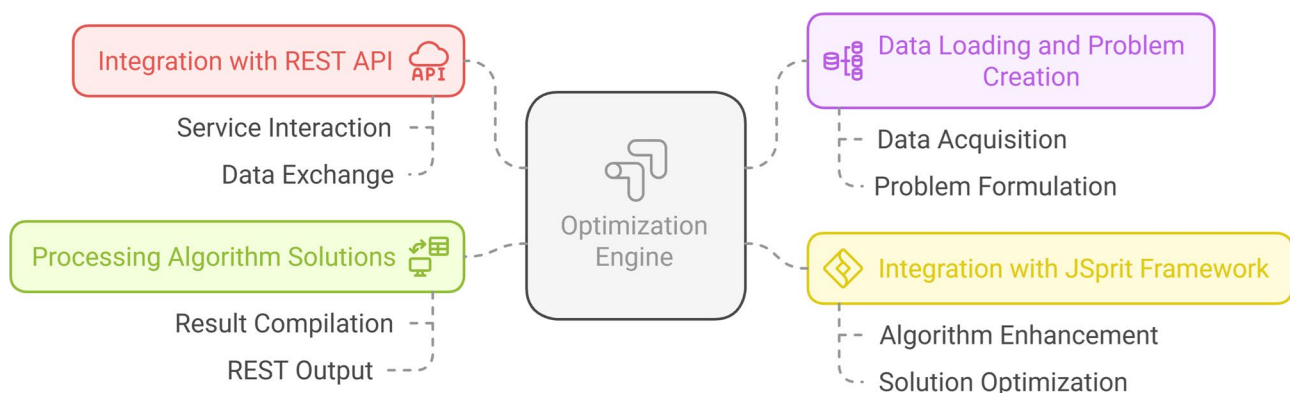 Integration with REST API
API
Service Interaction
Data Exchange
Processing Algorithm Solutions
Result Compilation
REST Output
Optimization
Engine
Data Loading and Problem
Creation
Data Acquisition
Problem Formulation
Integration with JSprit Framework
Algorithm Enhancement
Solution Optimization